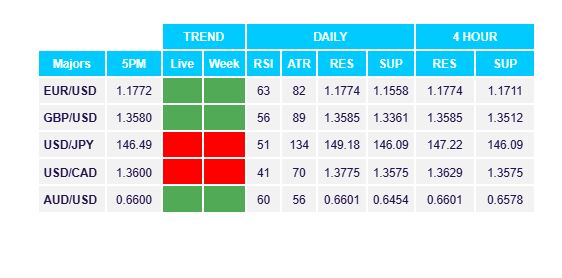 TREND DAILY 4 HOUR
Majors 5PM Live Week RSI ATR RES SUP RES SUP
EUR/USD 1.1772 63 82 1.1774 1.1558 1.1774 1.1711
GBP/USD 1.3580 56 89 1.3585 1.3361 1.3585 1.3512
USD/JPY 146.49 51 134 149.18 146.09 147.22 146.09
USD/CAD 1.3600 41 70 1.3775 1.3575 1.3629 1.3575
AUD/USD 0.6600 60 56 0.6601 0.6454 0.6601 0.6578